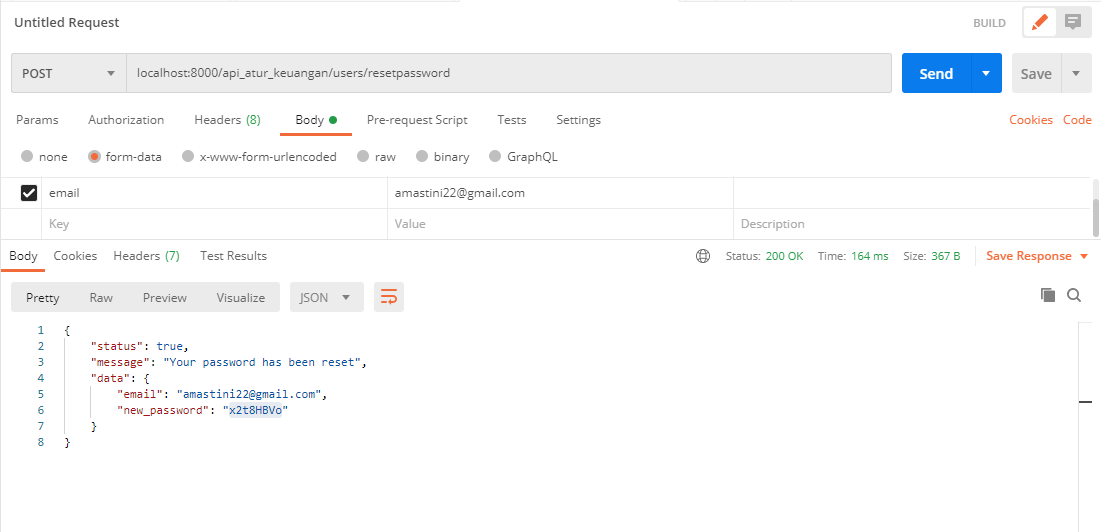 Untitled Request BUILD
POST localhost:8000/api_atur_keuangan/users/resetpassword Send Save
Params Authorization Headers (8) Body Pre-request Script Tests Settings Cookies Code
none form-data x-www-form-urlencoded raw binary GraphQL
email amastini22@gmail.com
Key Value Description
Body Cookies Headers (7) Test Results Status: 200 OK Time: 164 ms Size: 367 B Save Response
Pretty Raw Preview Visualize JSON
1 {
2 "status": true,
3 "message": "Your password has been reset",
4 "data": {
5 "email": "amastini22@gmail.com",
6 "new_password": "x2t8HBVo"
7 }
8 }